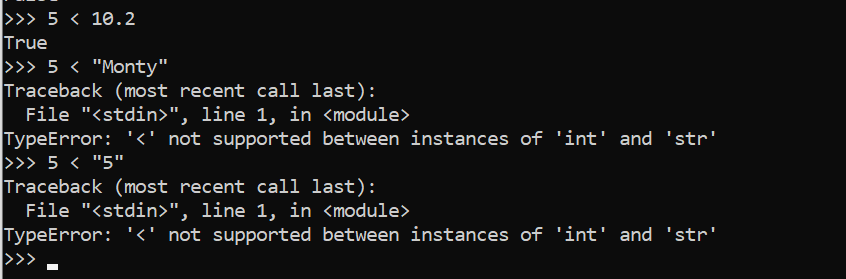 >>> 5 < 10.2
True
>>> 5 < "Monty"
Traceback (most recent call last):
  File "<stdin>", line 1, in <module>
TypeError: '<' not supported between instances of 'int' and 'str'
>>> 5 < "5"
Traceback (most recent call last):
  File "<stdin>", line 1, in <module>
TypeError: '<' not supported between instances of 'int' and 'str'
>>>